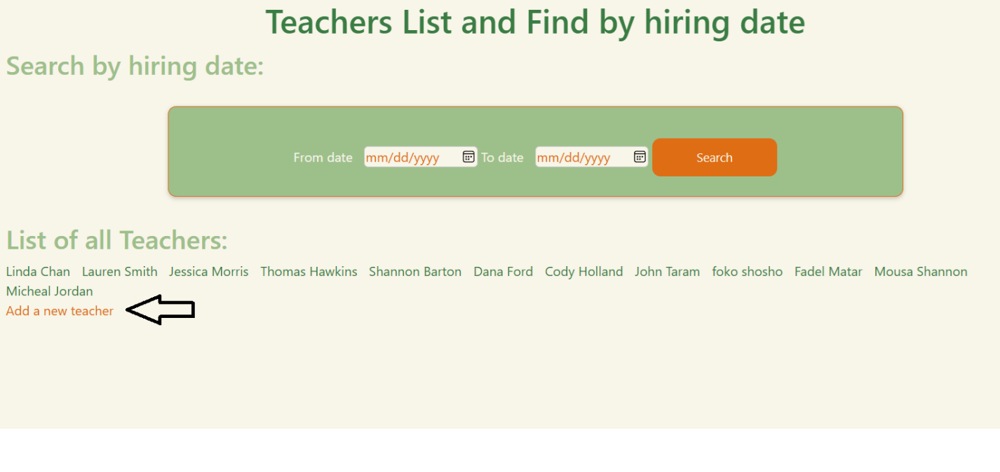 Teachers List and Find by hiring date
Search by hiring date:
From date mm/dd/yyyy To date mm/dd/yyyy Search
List of all Teachers:
Linda Chan Lauren Smith Jessica Morris Thomas Hawkins Shannon Barton Dana Ford Cody Holland John Taram foko shosho Fadel Matar Mousa Shannon
Micheal Jordan
Add a new teacher